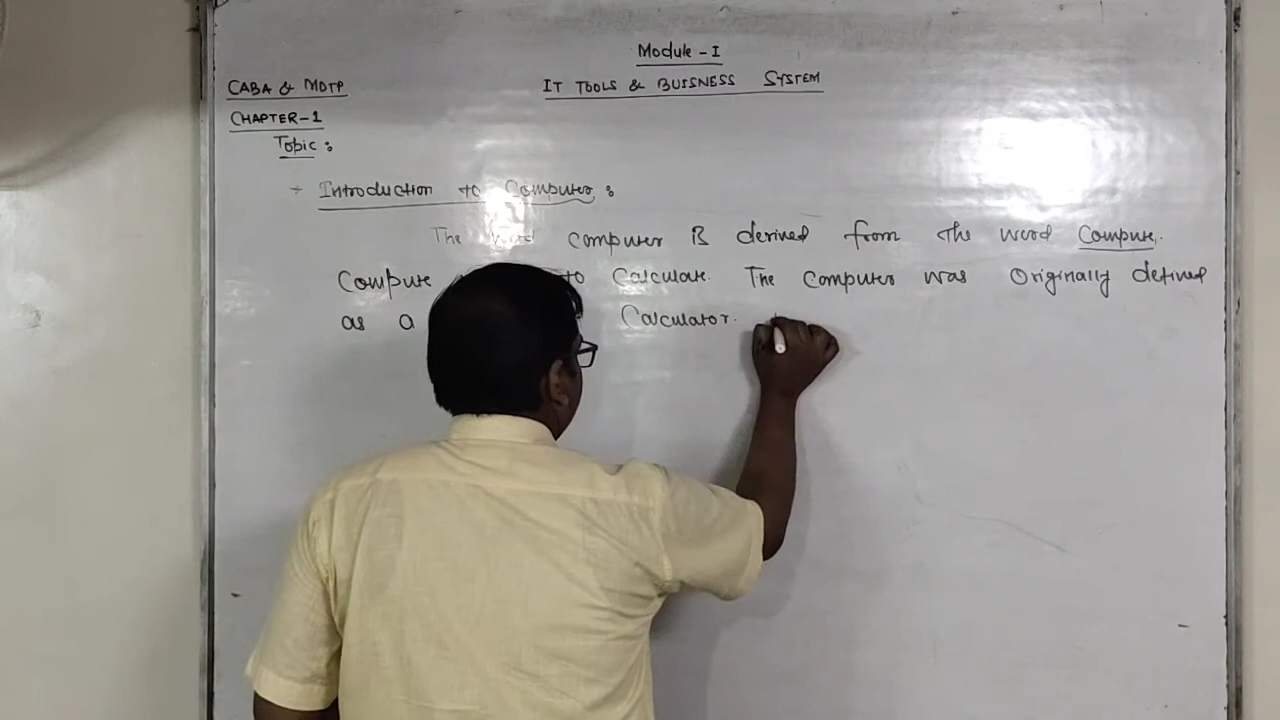 Module - I
CABA & MDTP
IT TOOLS & BUISNESS SYSTEM
CHAPTER-1
Topic :
Introduction to Computer :
The word computer is derived from the word Compute.
Compute to Calculate. The computer was Originally defined
as a Calculator.